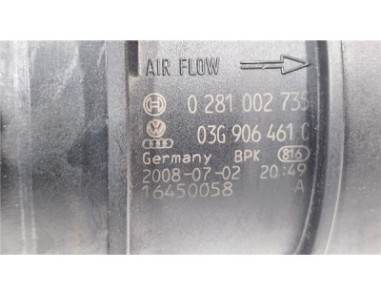 AIR FLOW
0 281 002 735
03G 906 461 C
Germany BPK 816
2008-07-02 20:49
16450058 A